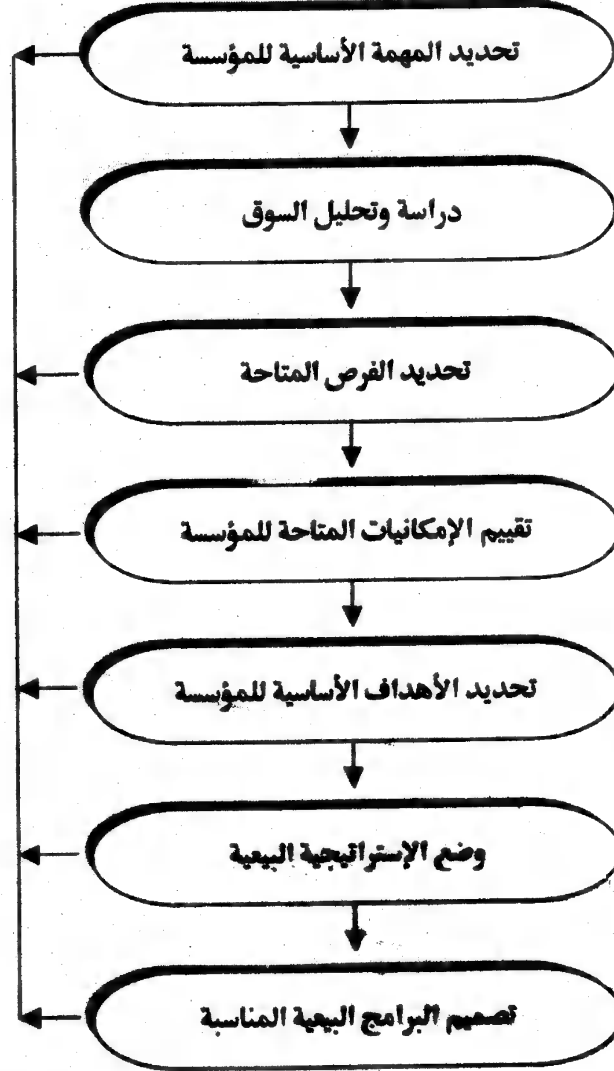 تحديد المهمة الأساسية للمؤسسة
دراسة وتحليل السوق
تحديد الفرص المتاحة
تقييم الإمكانيات المتاحة للمؤسسة
تحديد الأهداف الأساسية للمؤسسة
وضع الإستراتيجية البيعية
تصميم البرامج البيعية المناسبة